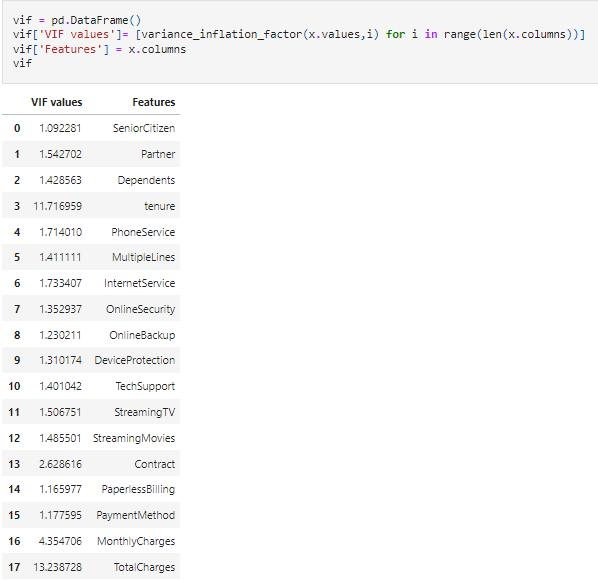 vif = pd.DataFrame()
vif['VIF values']= [variance_inflation_factor(x.values,i) for i in range(len(x.columns))]
vif['Features'] = x.columns
vif
VIF values Features
0 1.092281 SeniorCitizen
1 1.542702 Partner
2 1.428563 Dependents
3 11.716959 tenure
4 1.714010 PhoneService
5 1.411111 MultipleLines
6 1.733407 InternetService
7 1.352937 OnlineSecurity
8 1.230211 OnlineBackup
9 1.310174 DeviceProtection
10 1.401042 TechSupport
11 1.506751 StreamingTV
12 1.485501 StreamingMovies
13 2.628616 Contract
14 1.165977 PaperlessBilling
15 1.177595 PaymentMethod
16 4.354706 MonthlyCharges
17 13.238728 TotalCharges